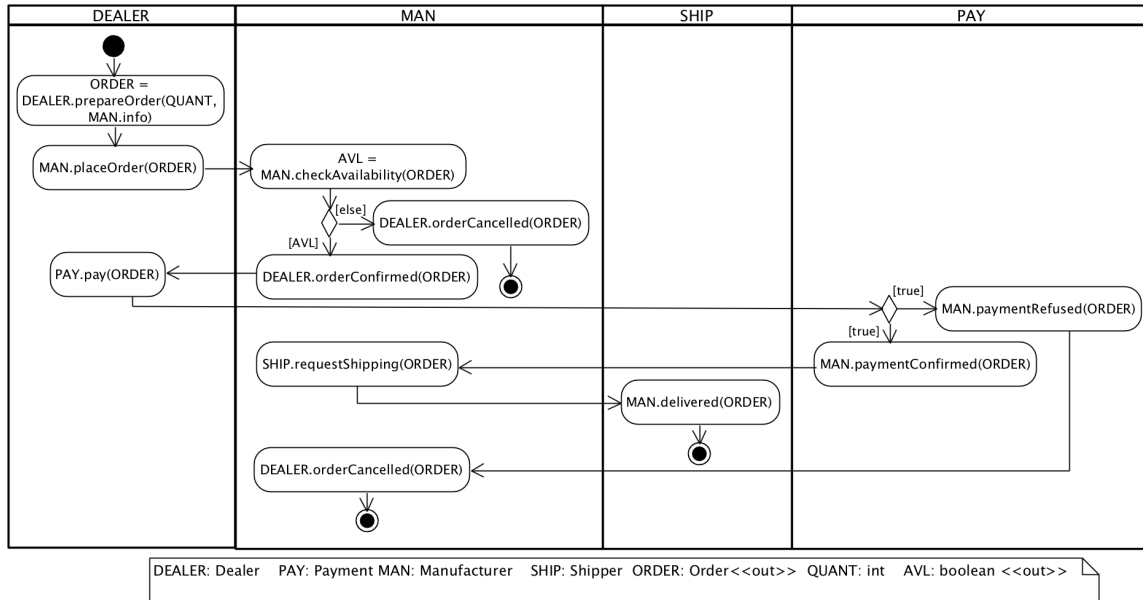 DEALER MAN SHIP PAY
ORDER =
DEALER.prepareOrder(QUANT,
MAN.info)
MAN.placeOrder(ORDER)
AVL =
MAN.checkAvailability(ORDER)
[else]
DEALER.orderCancelled(ORDER)
[AVL]
DEALER.orderConfirmed(ORDER)
PAY.pay(ORDER)
[true]
MAN.paymentRefused(ORDER)
[true]
MAN.paymentConfirmed(ORDER)
SHIP.requestShipping(ORDER)
MAN.delivered(ORDER)
DEALER.orderCancelled(ORDER)
DEALER: Dealer PAY: Payment MAN: Manufacturer SHIP: Shipper ORDER: Order<<out>> QUANT: int AVL: boolean <<out>>